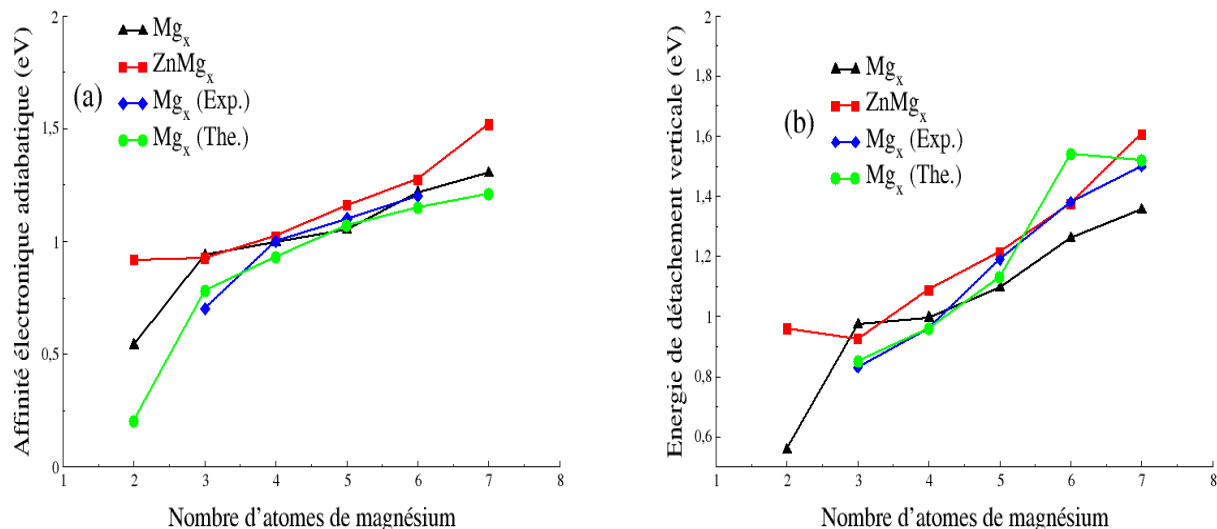 Affinité électronique adiabatique (eV)
2
1,5
1
0,5
0
(a)
Mgx
ZnMgx
Mgx (Exp.)
Mgx (The.)
1 2 3 4 5 6 7 8
Nombre d'atomes de magnésium
Energie de détachement verticale (eV)
2
1,8
1,6
1,4
1,2
1
0,8
0,6
(b)
Mgx
ZnMgx
Mgx (Exp.)
Mgx (The.)
1 2 3 4 5 6 7 8
Nombre d'atomes de magnésium